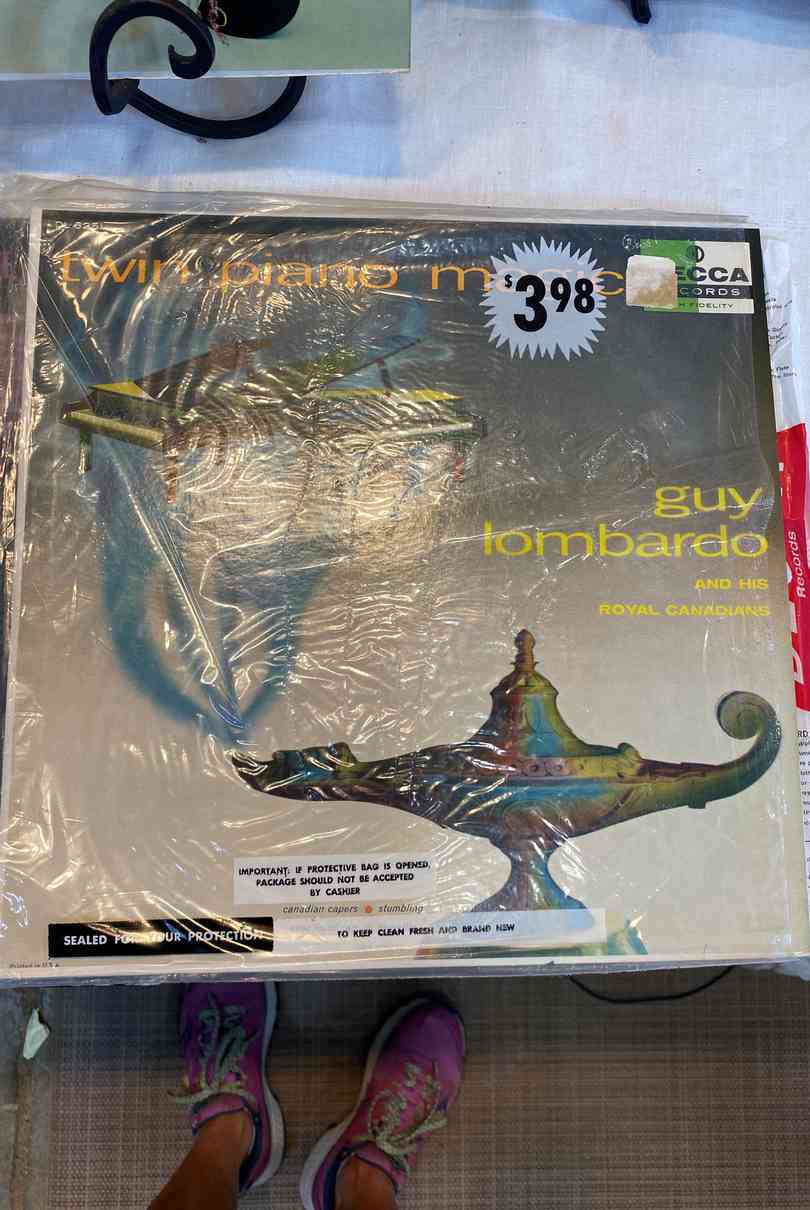 twin piano magic
$3 98
DECCA
RECORDS
HIGH FIDELITY
guy
lombardo
AND HIS
ROYAL CANADIANS
Records
IMPORTANT: IF PROTECTIVE BAG IS OPENED,
PACKAGE SHOULD NOT BE ACCEPTED
BY CASHIER
canadian capers • stumbling
SEALED FOR YOUR PROTECTION
TO KEEP CLEAN FRESH AND BRAND NEW
Printed in U.S.A.